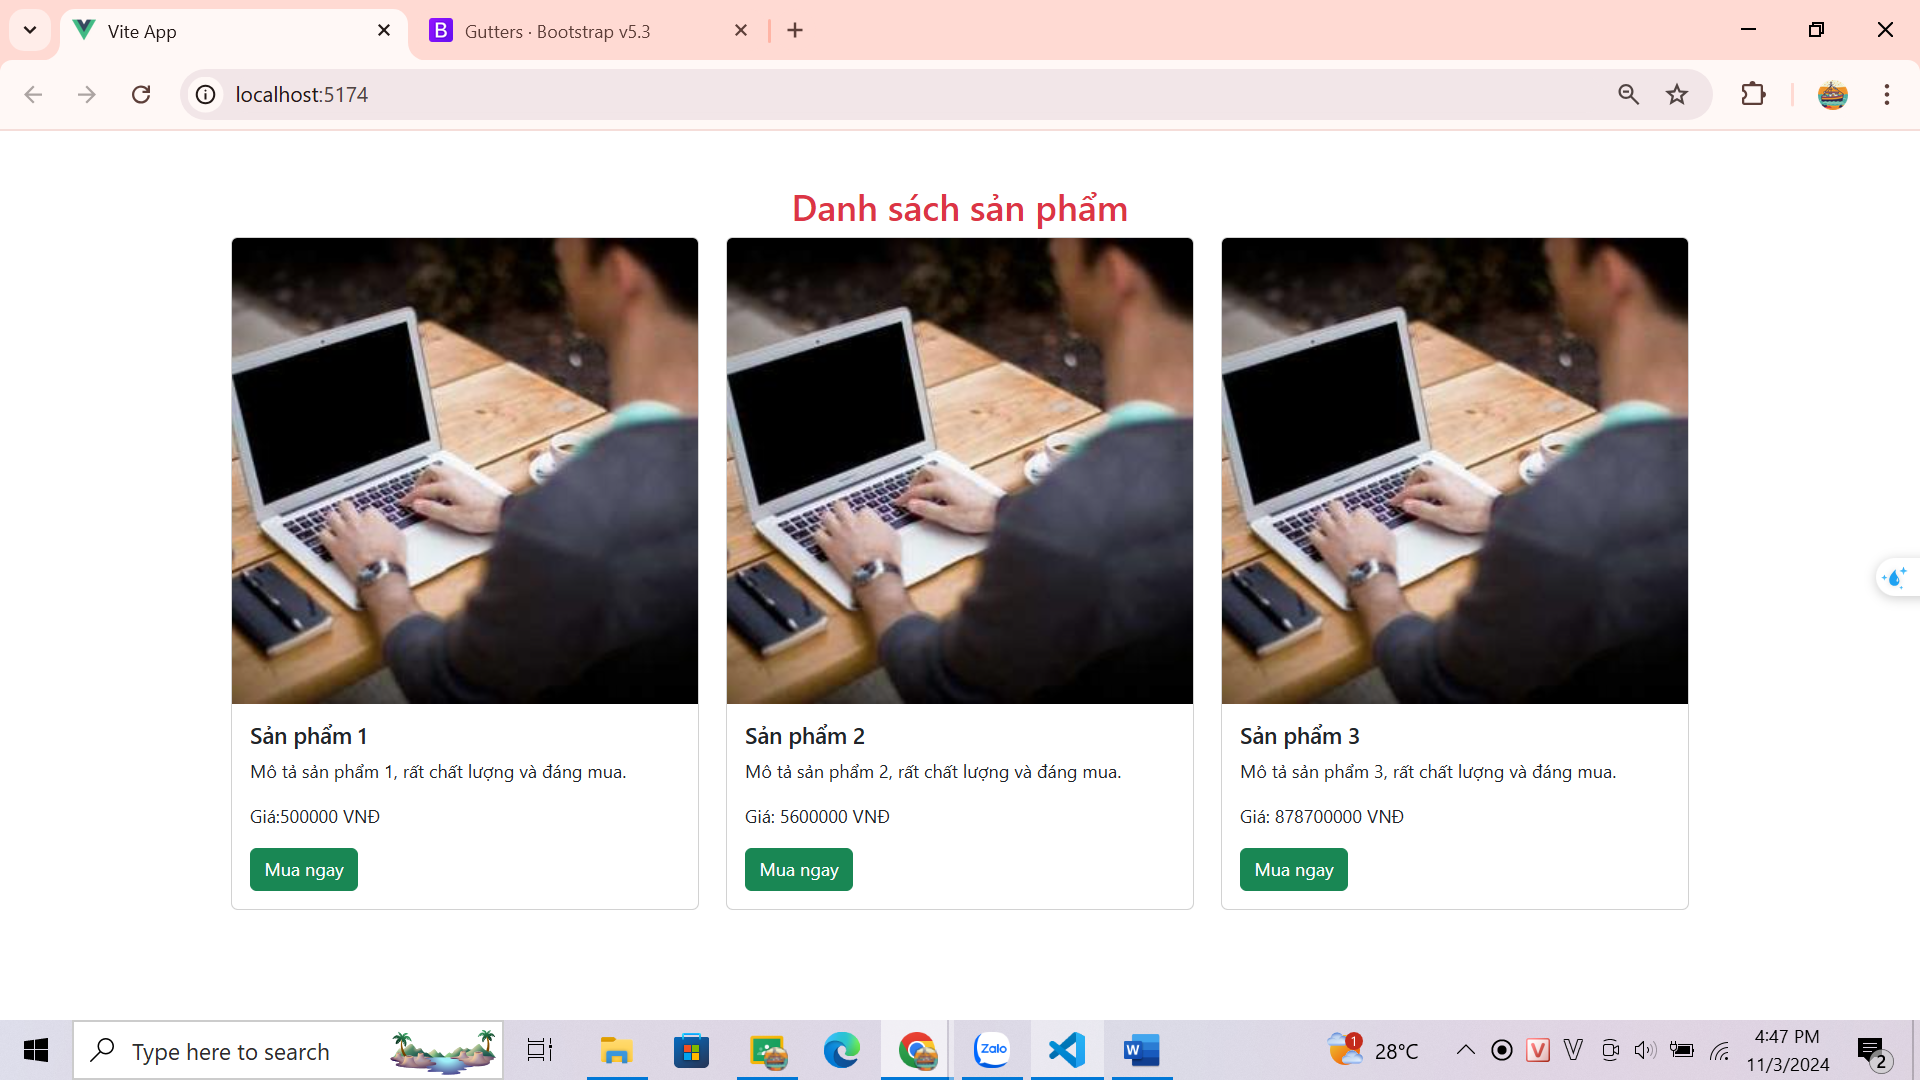 Vite App
Gutters · Bootstrap v5.3
localhost:5174
Danh sách sản phẩm
Sản phẩm 1
Mô tả sản phẩm 1, rất chất lượng và đáng mua.
Giá:500000 VNĐ
Mua ngay
Sản phẩm 2
Mô tả sản phẩm 2, rất chất lượng và đáng mua.
Giá: 5600000 VNĐ
Mua ngay
Sản phẩm 3
Mô tả sản phẩm 3, rất chất lượng và đáng mua.
Giá: 878700000 VNĐ
Mua ngay
Type here to search
Zalo
1
28°C
4:47 PM
11/3/2024
2